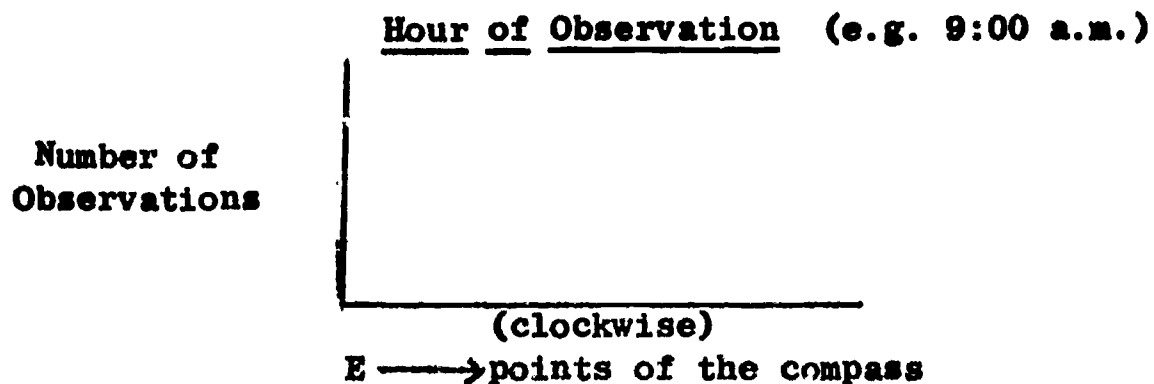 Hour of Observation (e.g. 9:00 a.m.)
Number of
Observations
(clockwise)
E → points of the compass